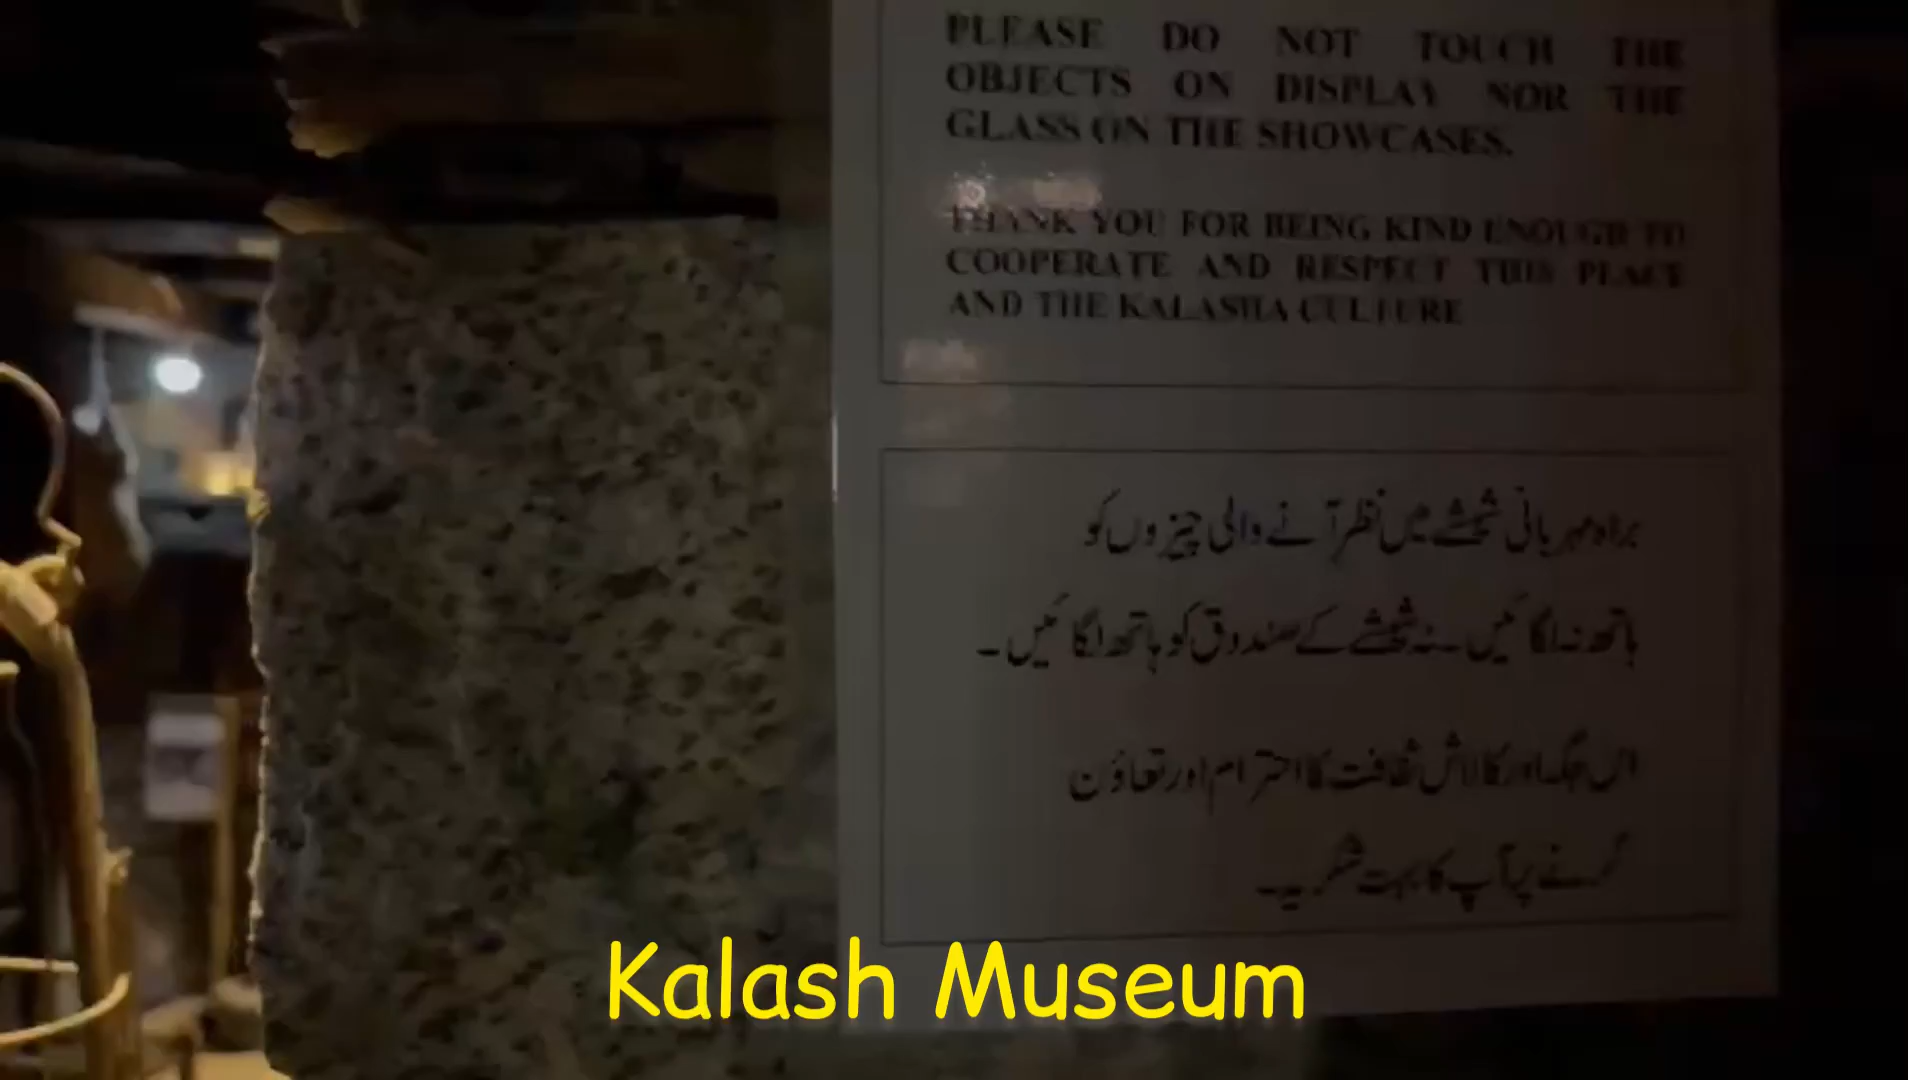 PLEASE DO NOT TOUCH THE
OBJECTS ON DISPLAY NOR THE
GLASS ON THE SHOWCASES.
THANK YOU FOR BEING KIND ENOUGH TO
COOPERATE AND RESPECT THIS PLACE
AND THE KALASHA CULTURE
براہ مہربانی شیشے میں نظر آنے والی چیزوں کو
ہاتھ نہ لگائیں ۔ نہ شیشے کے صندوق کو ہاتھ لگائیں ۔
اس جگہ اور کالاش ثقافت کا احترام اور تعاؤن
کرنے پر آپ کا بہت شکریہ ۔
Kalash Museum